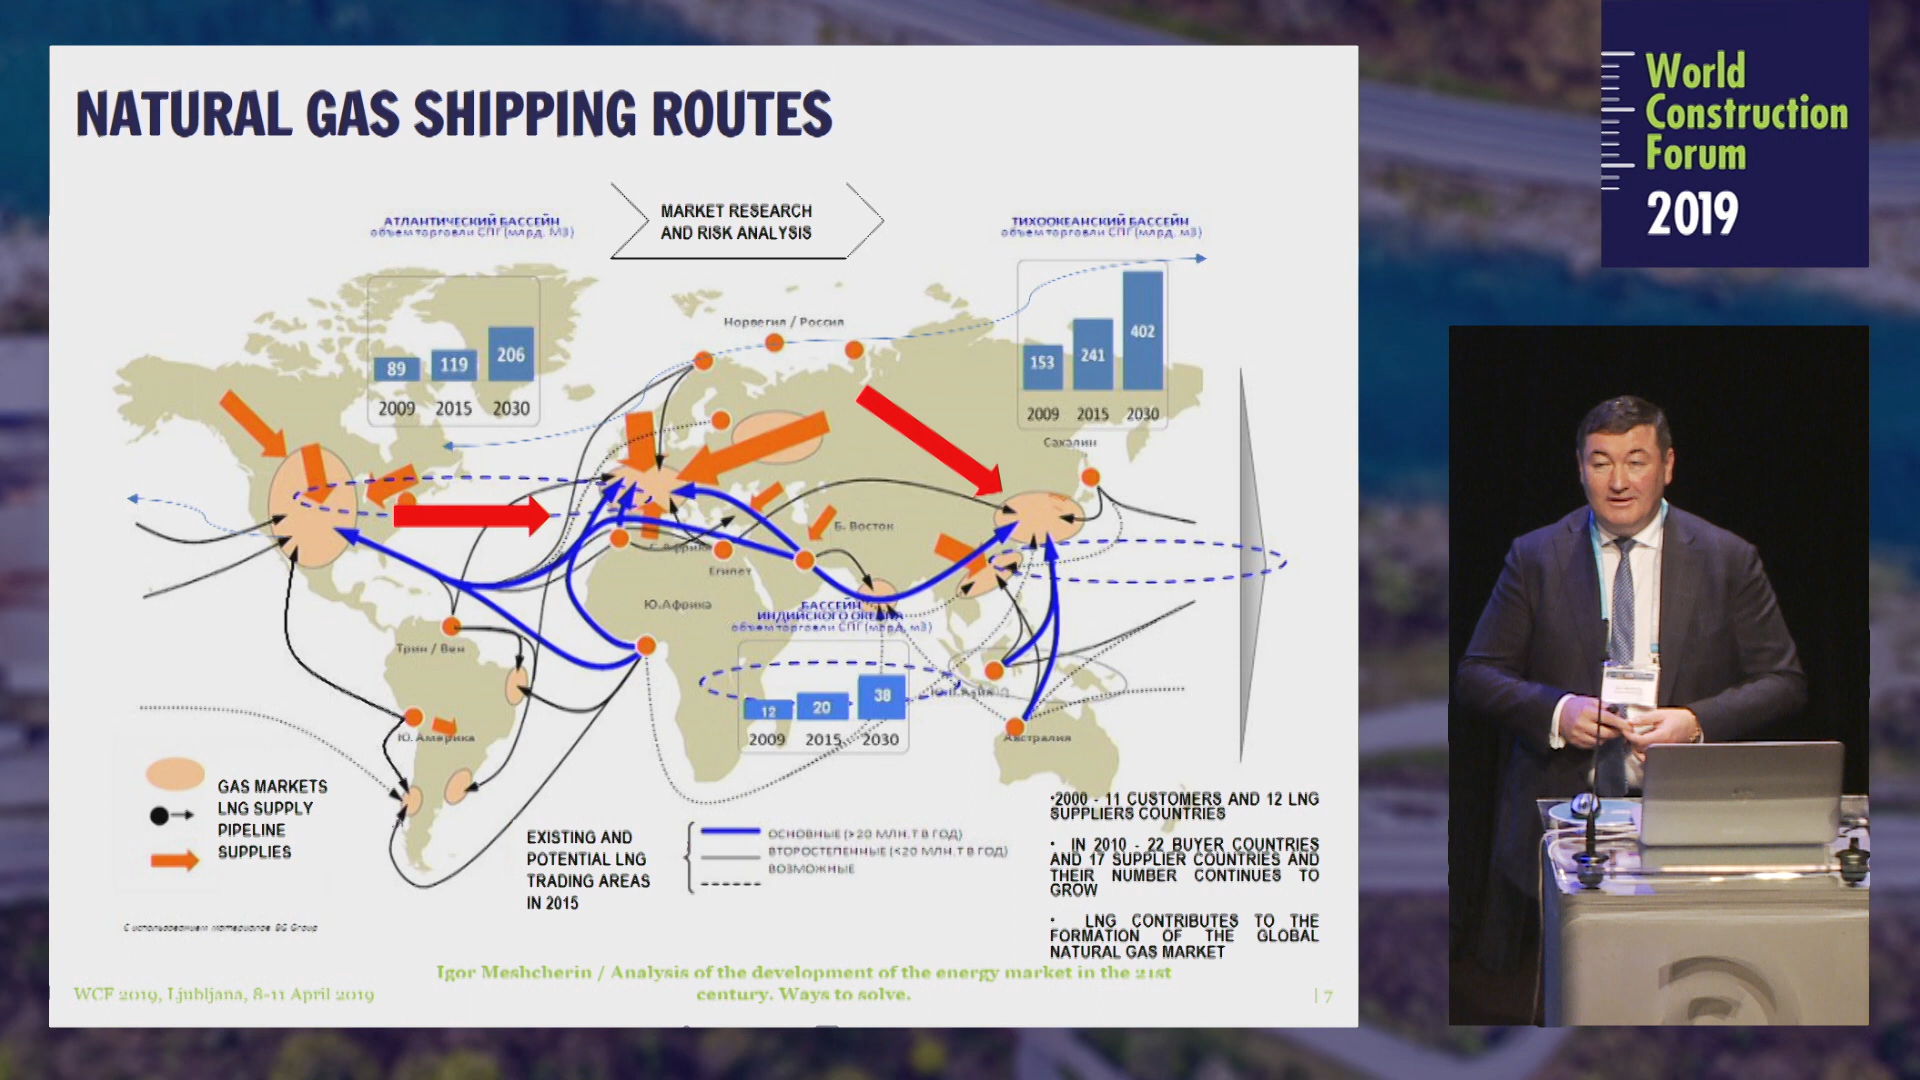 NATURAL GAS SHIPPING ROUTES
World
Construction
Forum
2019
MARKET RESEARCH
AND RISK ANALYSIS
АТЛАНТИЧЕСКИЙ БАССЕЙН
объем торговли СПГ (млрд. М3)
ТИХООКЕАНСКИЙ БАССЕЙН
объем торговли СПГ (млрд. м3)
89 119 206
2009 2015 2030
153 241 402
2009 2015 2030
Норвегия / Россия
Сахалин
Б. Восток
С. Африка
Египет
Ю.Африка
БАССЕЙН
ИНДИЙСКОГО ОКЕАНА
объем торговли СПГ (млрд. м3)
12 20 38
2009 2015 2030
Трин / Вен
Ю. Америка
Австралия
GAS MARKETS
LNG SUPPLY
PIPELINE
SUPPLIES
EXISTING AND
POTENTIAL LNG
TRADING AREAS
IN 2015
ОСНОВНЫЕ (>20 МЛН.Т В ГОД)
ВТОРОСТЕПЕННЫЕ (<20 МЛН.Т В ГОД)
ВОЗМОЖНЫЕ
•2000 - 11 CUSTOMERS AND 12 LNG
SUPPLIERS COUNTRIES
• IN 2010 - 22 BUYER COUNTRIES
AND 17 SUPPLIER COUNTRIES AND
THEIR NUMBER CONTINUES TO
GROW
• LNG CONTRIBUTES TO THE
FORMATION OF THE GLOBAL
NATURAL GAS MARKET
С использованием материалов BG Group
Igor Meshcherin / Analysis of the development of the energy market in the 21st
century. Ways to solve.
WCF 2019, Ljubljana, 8-11 April 2019
| 7